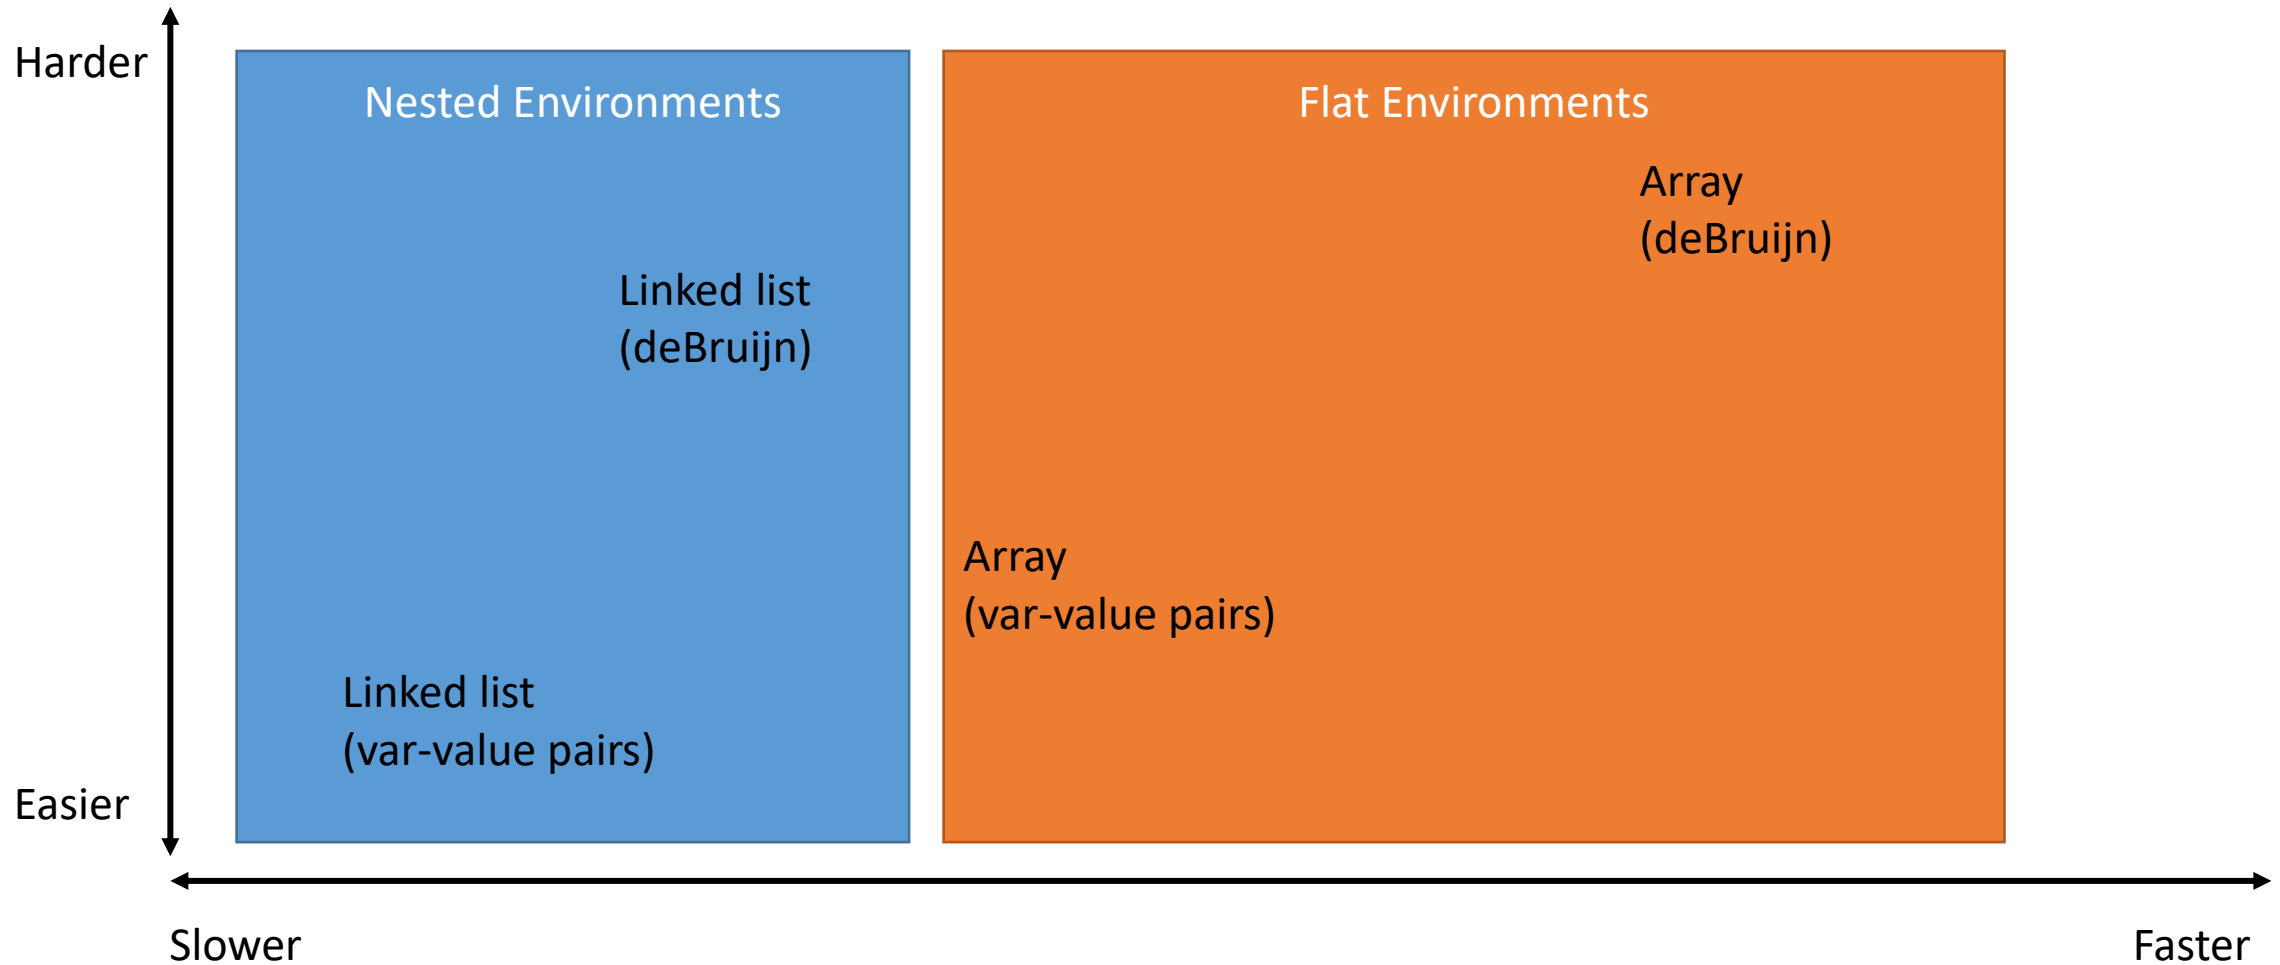 Harder
Nested Environments
Flat Environments
Array
(deBruijn)
Linked list
(deBruijn)
Array
(var-value pairs)
Linked list
(var-value pairs)
Easier
Slower
Faster